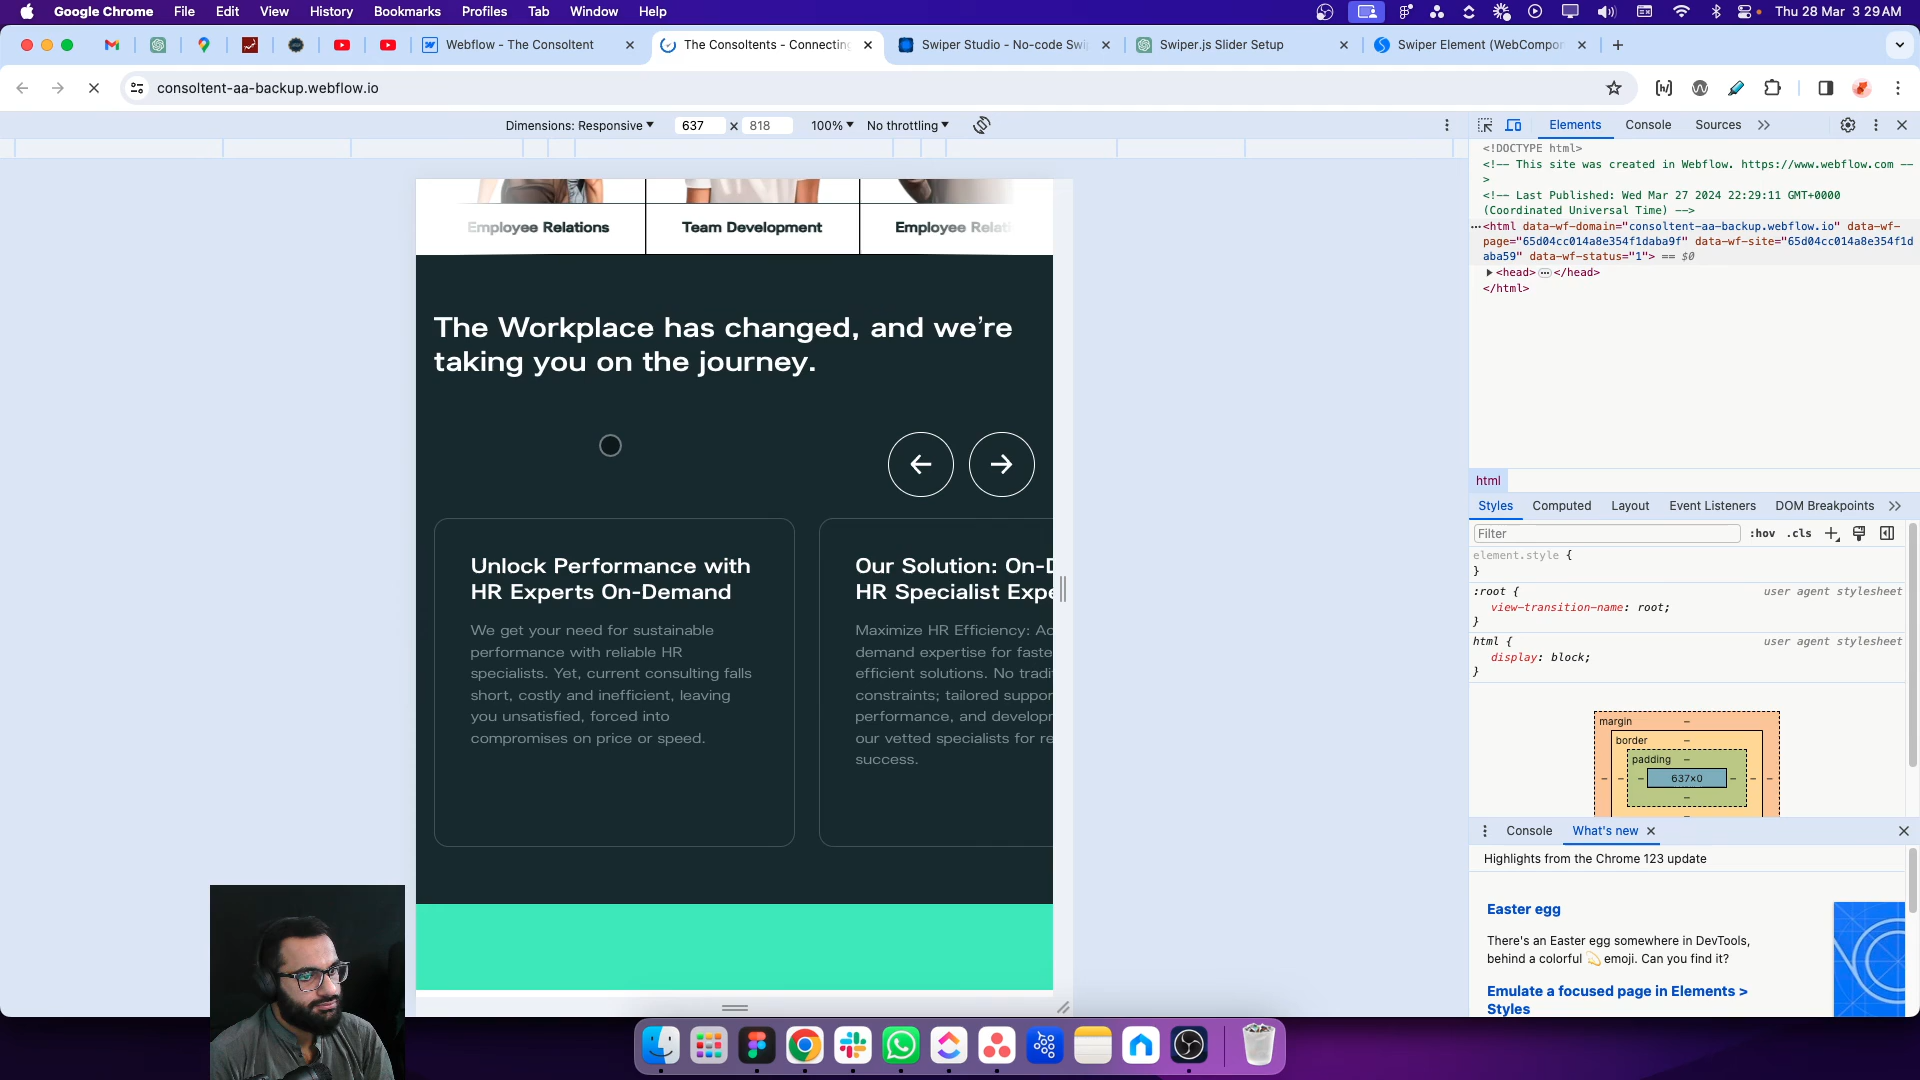 Google Chrome File Edit View History Bookmarks Profiles Tab Window Help
Thu 28 Mar 3 29 AM
Webflow - The Consoltent
The Consoltents - Connecting
Swiper Studio - No-code Swi
Swiper.js Slider Setup
Swiper Element (WebCompon
consoltent-aa-backup.webflow.io
Dimensions: Responsive 637 x 818 100% No throttling
Elements Console Sources
<!DOCTYPE html>
<!-- This site was created in Webflow. https://www.webflow.com --
>
<!-- Last Published: Wed Mar 27 2024 22:29:11 GMT+0000
(Coordinated Universal Time) -->
<html data-wf-domain="consoltent-aa-backup.webflow.io" data-wf-
page="65d04cc014a8e354f1daba9f" data-wf-site="65d04cc014a8e354f1d
aba59" data-wf-status="1"> == $0
<head> </head>
</html>
Employee Relations
Team Development
Employee Relati
The Workplace has changed, and we're
taking you on the journey.
Unlock Performance with
HR Experts On-Demand
We get your need for sustainable
performance with reliable HR
specialists. Yet, current consulting falls
short, costly and inefficient, leaving
you unsatisfied, forced into
compromises on price or speed.
Our Solution: On-D
HR Specialist Expe
Maximize HR Efficiency: Ac
demand expertise for faste
efficient solutions. No tradi
constraints; tailored suppor
performance, and developm
our vetted specialists for re
success.
html
Styles Computed Layout Event Listeners DOM Breakpoints
Filter :hov .cls
element.style {
}
:root { user agent stylesheet
view-transition-name: root;
}
html { user agent stylesheet
display: block;
}
margin –
border –
padding –
– – – 637×0 – – –
–
Console What's new
Highlights from the Chrome 123 update
Easter egg
There's an Easter egg somewhere in DevTools,
behind a colorful 💫 emoji. Can you find it?
Emulate a focused page in Elements >
Styles